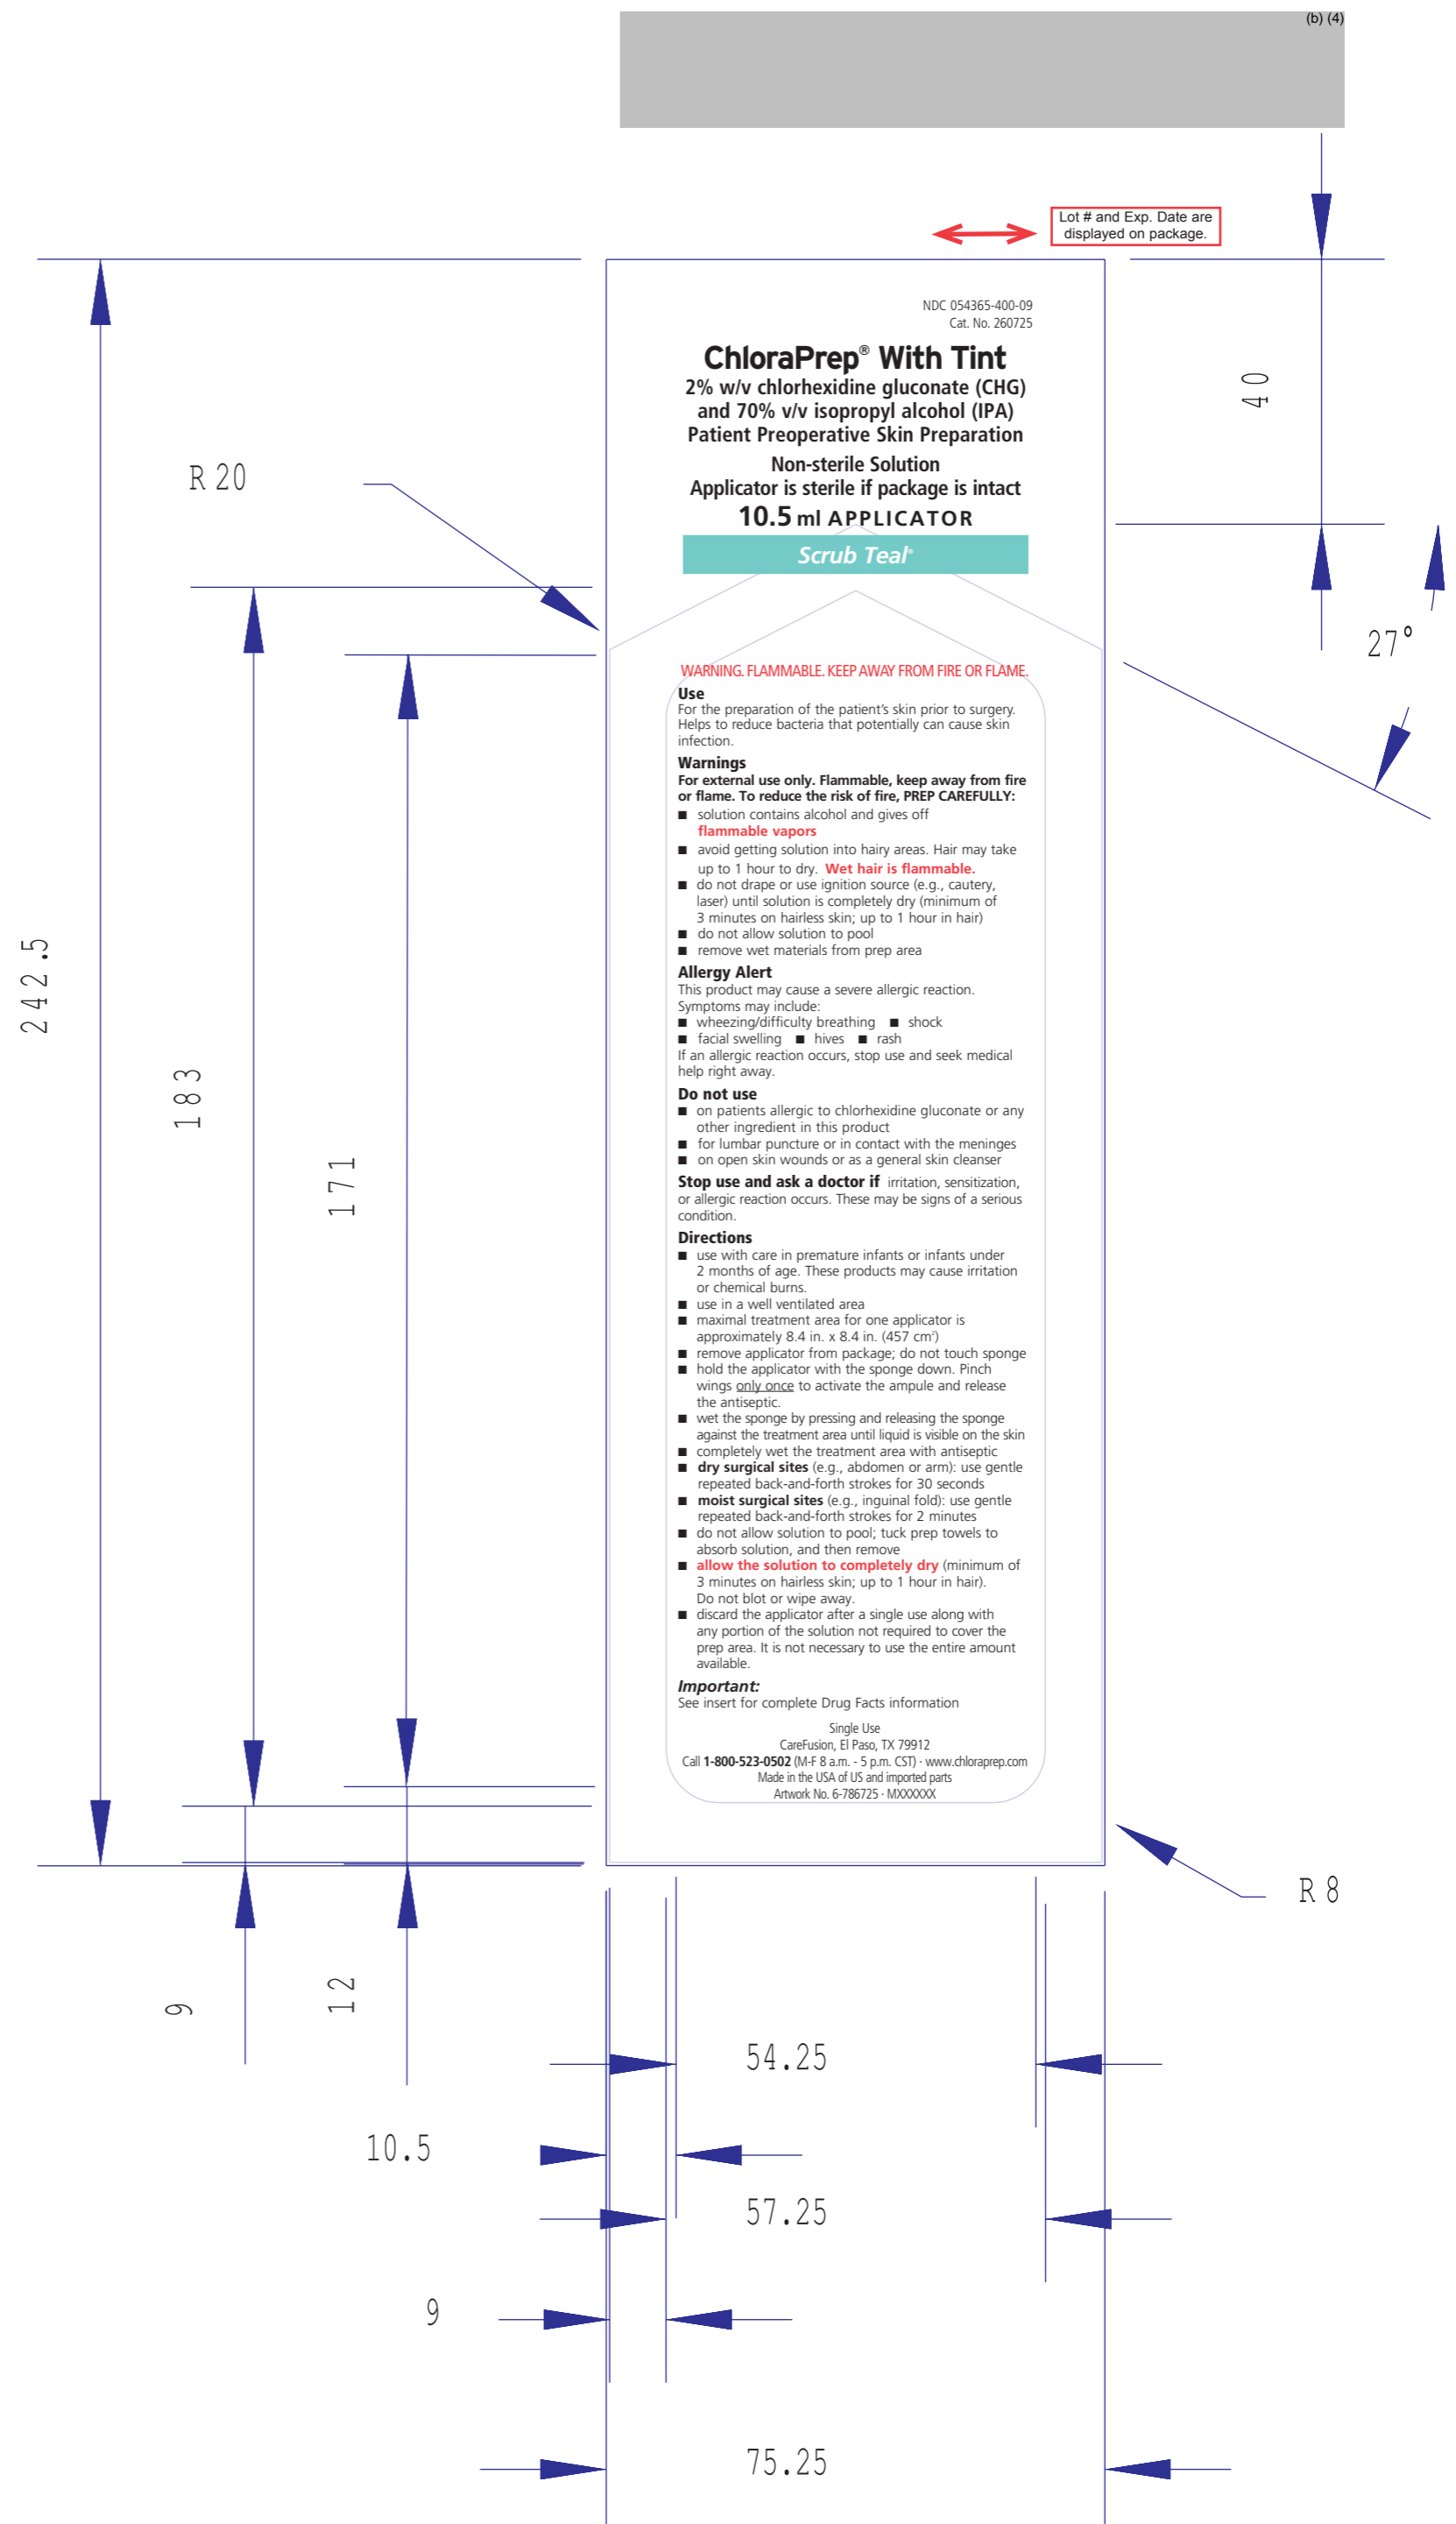 (b) (4)
Lot # and Exp. Date are
displayed on package.
NDC 054365-400-09
Cat. No. 260725
ChloraPrep® With Tint
2% w/v chlorhexidine gluconate (CHG)
and 70% v/v isopropyl alcohol (IPA)
Patient Preoperative Skin Preparation
Non-sterile Solution
Applicator is sterile if package is intact
10.5 ml APPLICATOR
Scrub Teal®
40
R 20
27°
WARNING. FLAMMABLE. KEEP AWAY FROM FIRE OR FLAME.
Use
For the preparation of the patient’s skin prior to surgery.
Helps to reduce bacteria that potentially can cause skin
infection.
Warnings
For external use only. Flammable, keep away from fire
or flame. To reduce the risk of fire, PREP CAREFULLY:
■ solution contains alcohol and gives off
flammable vapors
■ avoid getting solution into hairy areas. Hair may take
up to 1 hour to dry. Wet hair is flammable.
■ do not drape or use ignition source (e.g., cautery,
laser) until solution is completely dry (minimum of
3 minutes on hairless skin; up to 1 hour in hair)
■ do not allow solution to pool
■ remove wet materials from prep area
Allergy Alert
This product may cause a severe allergic reaction.
Symptoms may include:
■ wheezing/difficulty breathing ■ shock
■ facial swelling ■ hives ■ rash
If an allergic reaction occurs, stop use and seek medical
help right away.
Do not use
■ on patients allergic to chlorhexidine gluconate or any
other ingredient in this product
■ for lumbar puncture or in contact with the meninges
■ on open skin wounds or as a general skin cleanser
Stop use and ask a doctor if irritation, sensitization,
or allergic reaction occurs. These may be signs of a serious
condition.
Directions
■ use with care in premature infants or infants under
2 months of age. These products may cause irritation
or chemical burns.
■ use in a well ventilated area
■ maximal treatment area for one applicator is
approximately 8.4 in. x 8.4 in. (457 cm²)
■ remove applicator from package; do not touch sponge
■ hold the applicator with the sponge down. Pinch
wings only once to activate the ampule and release
the antiseptic.
■ wet the sponge by pressing and releasing the sponge
against the treatment area until liquid is visible on the skin
■ completely wet the treatment area with antiseptic
■ dry surgical sites (e.g., abdomen or arm): use gentle
repeated back-and-forth strokes for 30 seconds
■ moist surgical sites (e.g., inguinal fold): use gentle
repeated back-and-forth strokes for 2 minutes
■ do not allow solution to pool; tuck prep towels to
absorb solution, and then remove
■ allow the solution to completely dry (minimum of
3 minutes on hairless skin; up to 1 hour in hair).
Do not blot or wipe away.
■ discard the applicator after a single use along with
any portion of the solution not required to cover the
prep area. It is not necessary to use the entire amount
available.
Important:
See insert for complete Drug Facts information
Single Use
CareFusion, El Paso, TX 79912
Call 1-800-523-0502 (M-F 8 a.m. - 5 p.m. CST) · www.chloraprep.com
Made in the USA of US and imported parts
Artwork No. 6-786725 · MXXXXXX
242.5
183
171
R 8
9
12
54.25
10.5
57.25
9
75.25